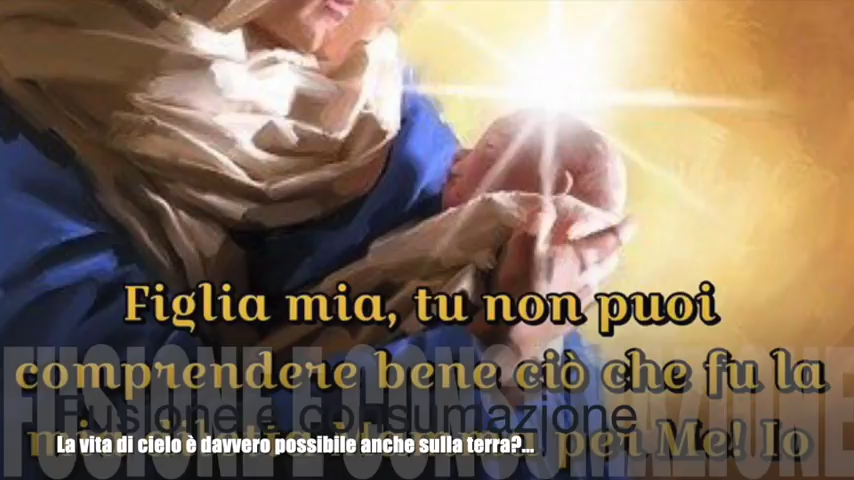 Figlia mia, tu non puoi
comprendere bene ciò che fu la
per Me! Io
FUSIONE E CONSUMAZIONE
Fusione e consumazione
La vita di cielo è davvero possibile anche sulla terra?...